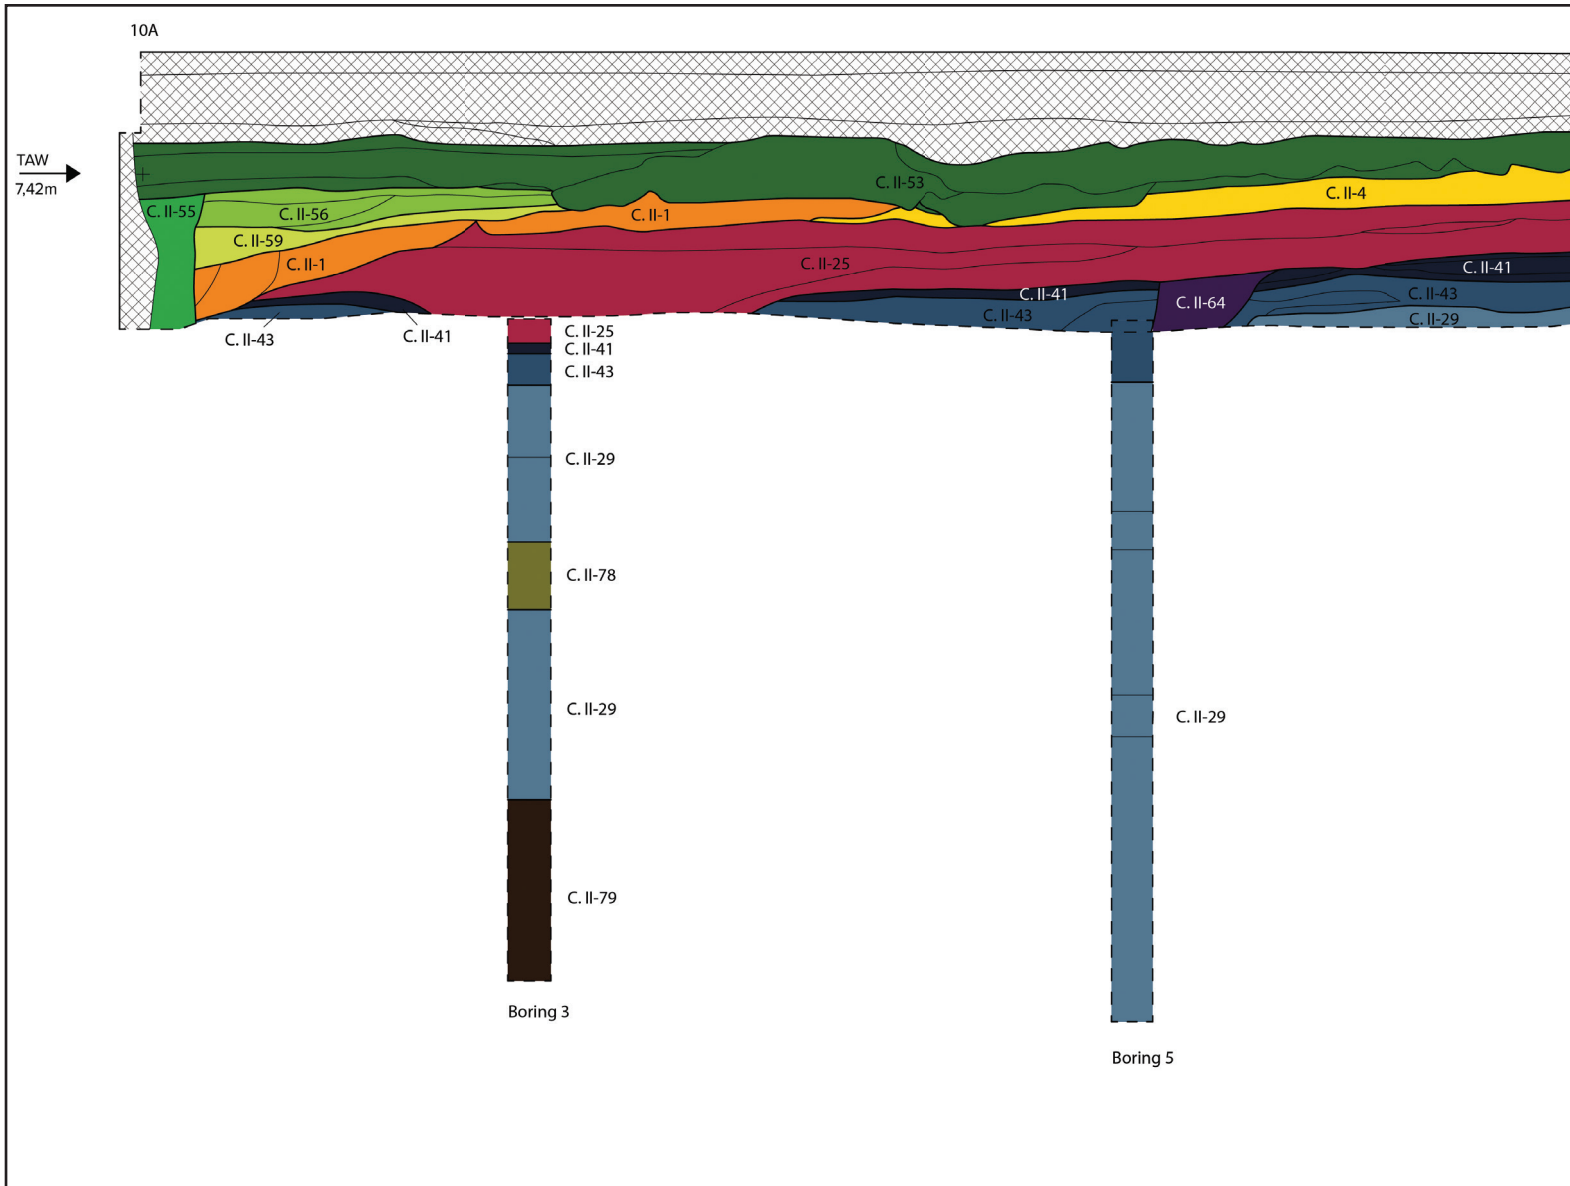 10A
TAW
7,42m
C. II-53
C. II-4
C. II-55
C. II-56
C. II-1
C. II-59
C. II-1
C. II-25
C. II-41
C. II-41
C. II-64
C. II-43
C. II-43
C. II-29
C. II-43
C. II-41
C. II-25
C. II-41
C. II-43
C. II-29
C. II-78
C. II-29
C. II-29
C. II-79
Boring 3
Boring 5